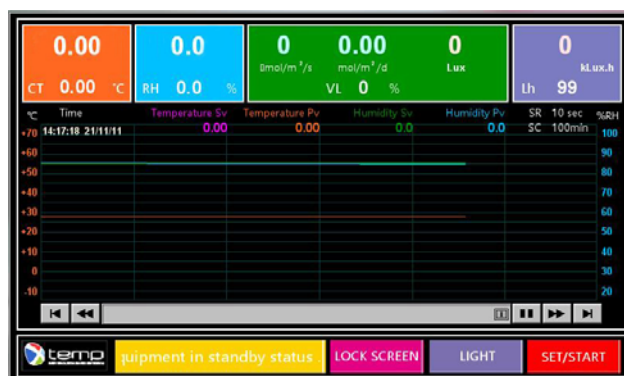 0.00
CT 0.00 ℃
0.0
RH 0.0 %
0 0.00 0
Bmol/m²/s mol/m²/d Lux
VL 0 %
0
kLux.h
Lh 99
℃ Time Temperature Sv Temperature Pv Humidity Sv Humidity Pv SR 10 sec %RH
14:17:18 21/11/11 0.00 0.00 0.0 0.0 SC 100min
+70 100
+60 90
+50 80
+40 70
+30 60
+20 50
+10 40
0 30
-10 20
temp
quipment in standby status .
LOCK SCREEN
LIGHT
SET/START